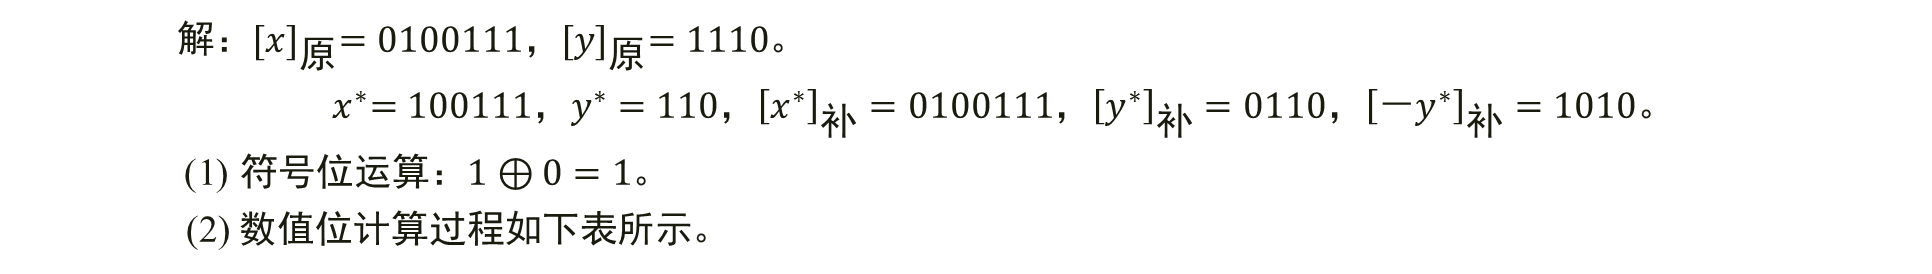 解：[x]原= 0100111，[y]原= 1110。
x*= 100111，y* = 110，[x*]补 = 0100111，[y*]补 = 0110，[－y*]补 = 1010。
(1) 符号位运算：1 ⊕ 0 = 1。
(2) 数值位计算过程如下表所示。